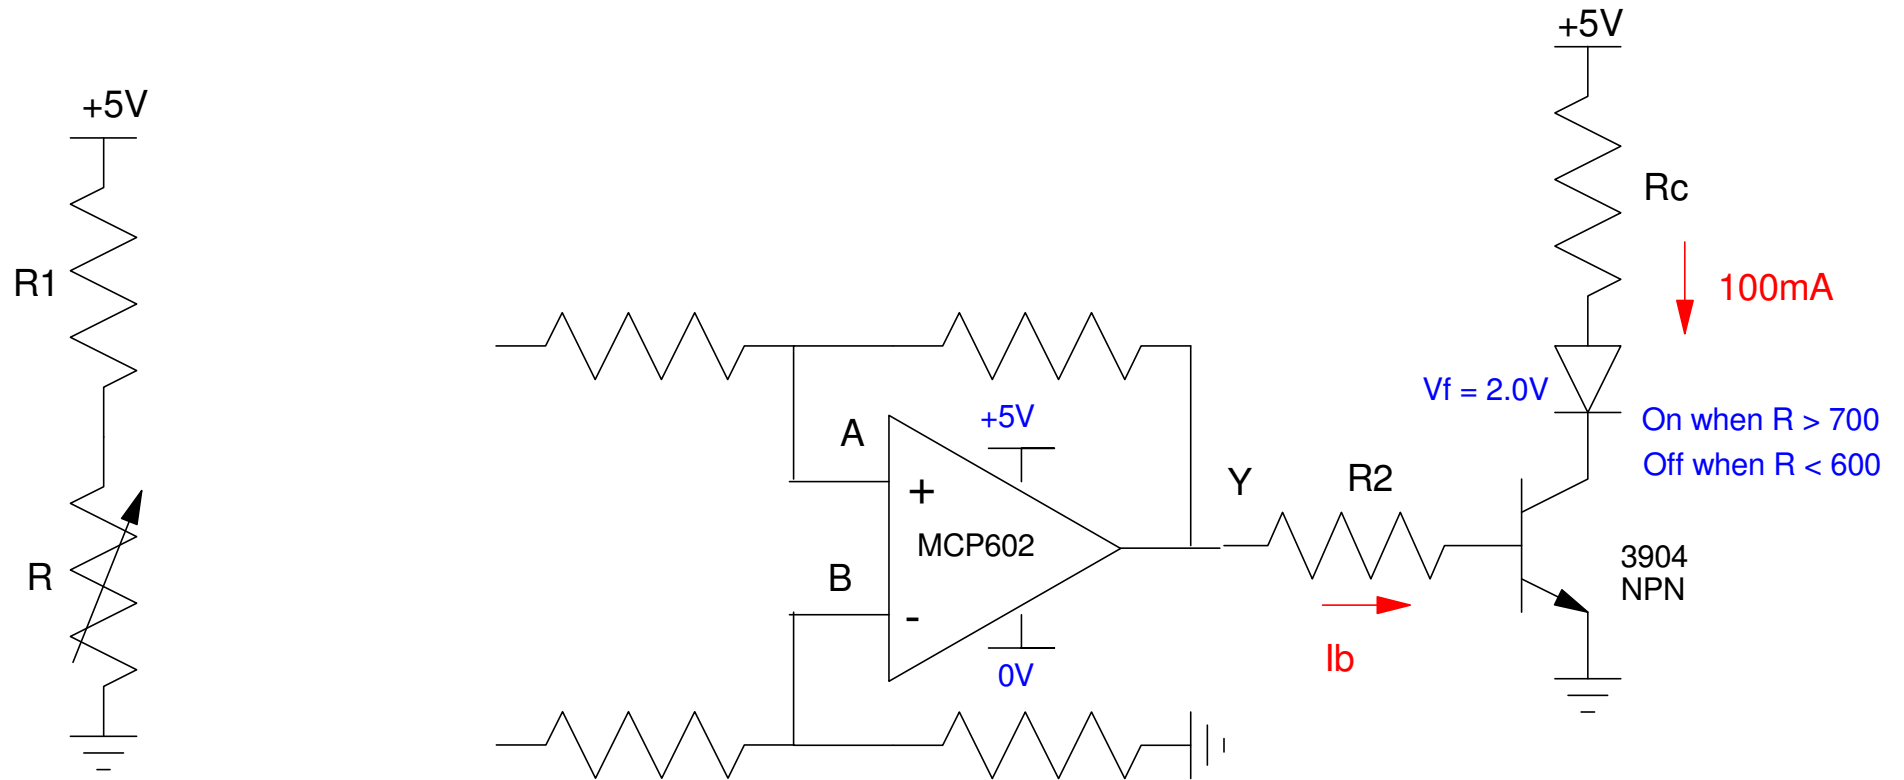 +5V
+5V
R1
Rc
100mA
Vf = 2.0V
On when R > 700
Off when R < 600
+5V
A
+
MCP602
B
-
0V
Y
R2
Ib
3904
NPN
R